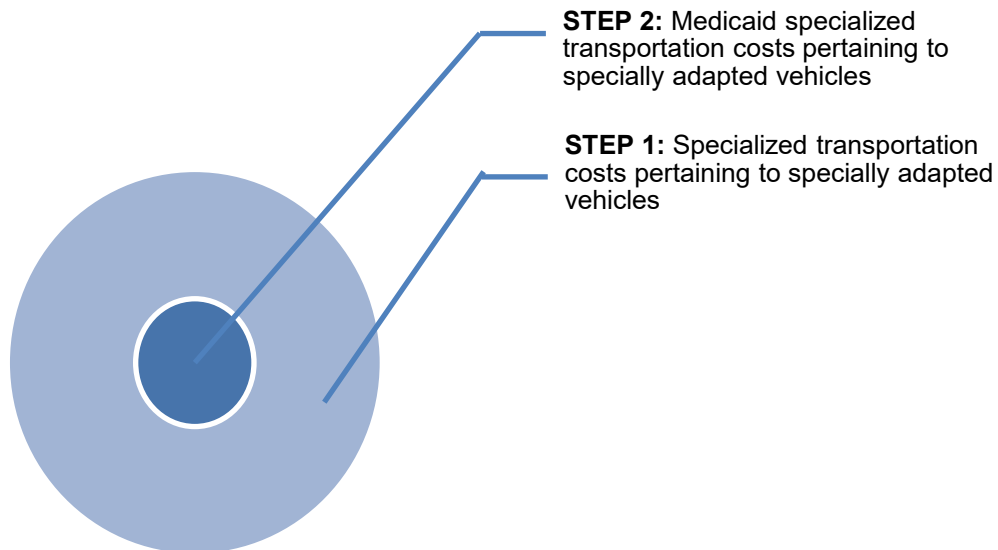 STEP 2: Medicaid specialized
transportation costs pertaining to
specially adapted vehicles
STEP 1: Specialized transportation
costs pertaining to specially adapted
vehicles